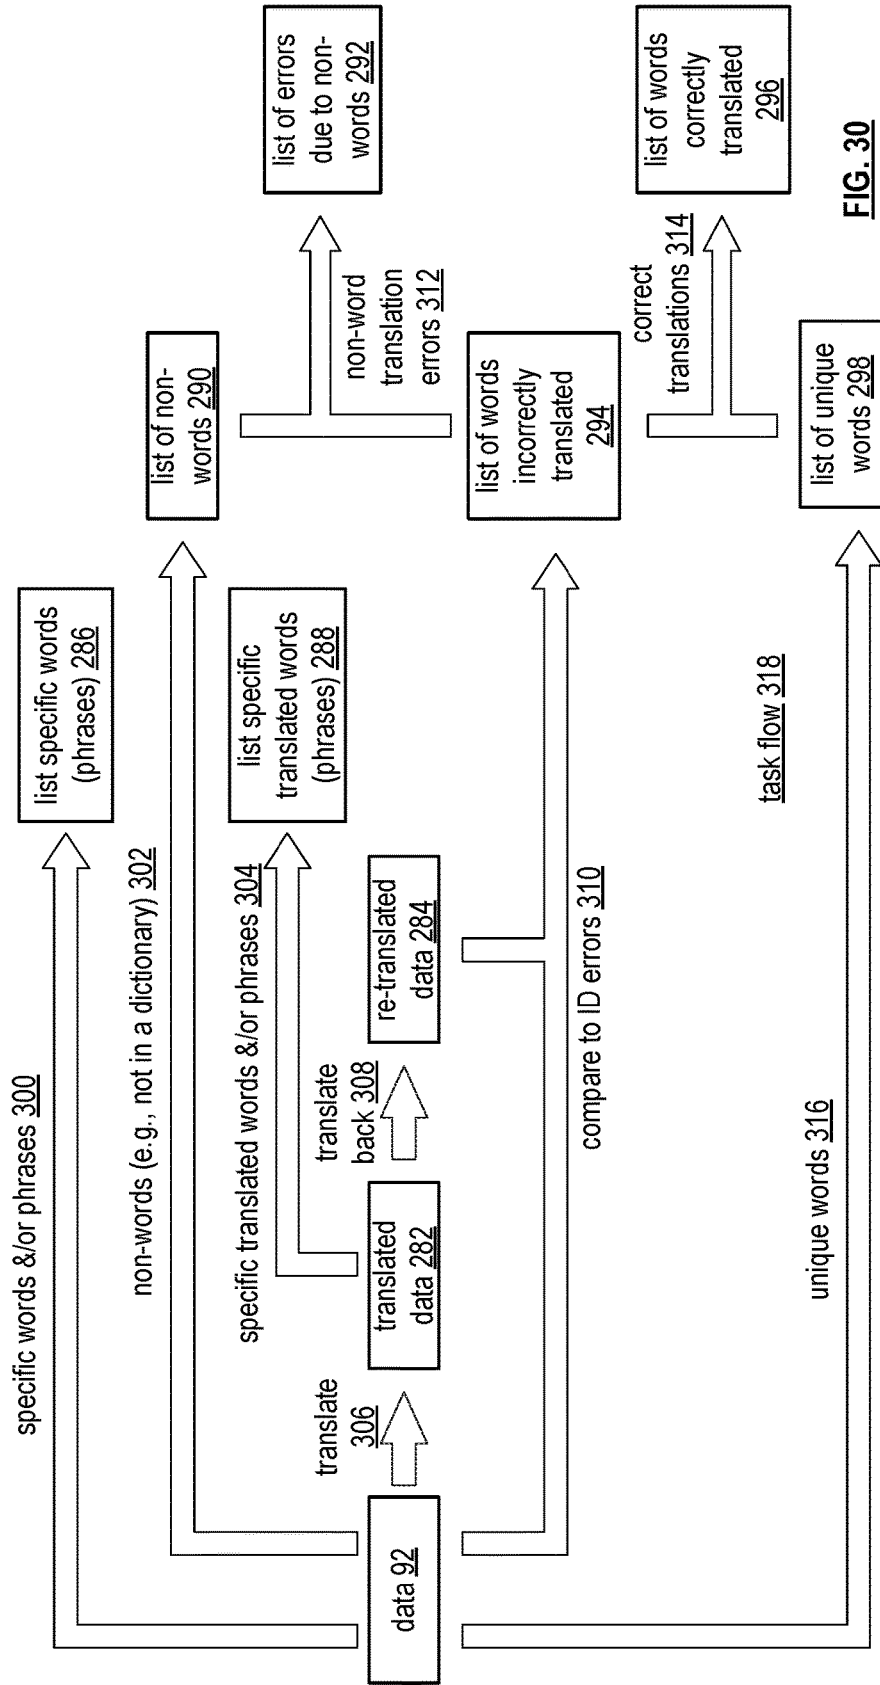 specific words &/or phrases 300
list specific words
(phrases) 286
non-words (e.g., not in a dictionary) 302
list of non-
words 290
list of errors
due to non-
words 292
specific translated words &/or phrases 304
list specific
translated words
(phrases) 288
non-word
translation
errors 312
data 92
translate
306
translated
data 282
translate
back 308
re-translated
data 284
compare to ID errors 310
list of words
incorrectly
translated
294
correct
translations 314
list of words
correctly
translated
296
task flow 318
unique words 316
list of unique
words 298
FIG. 30